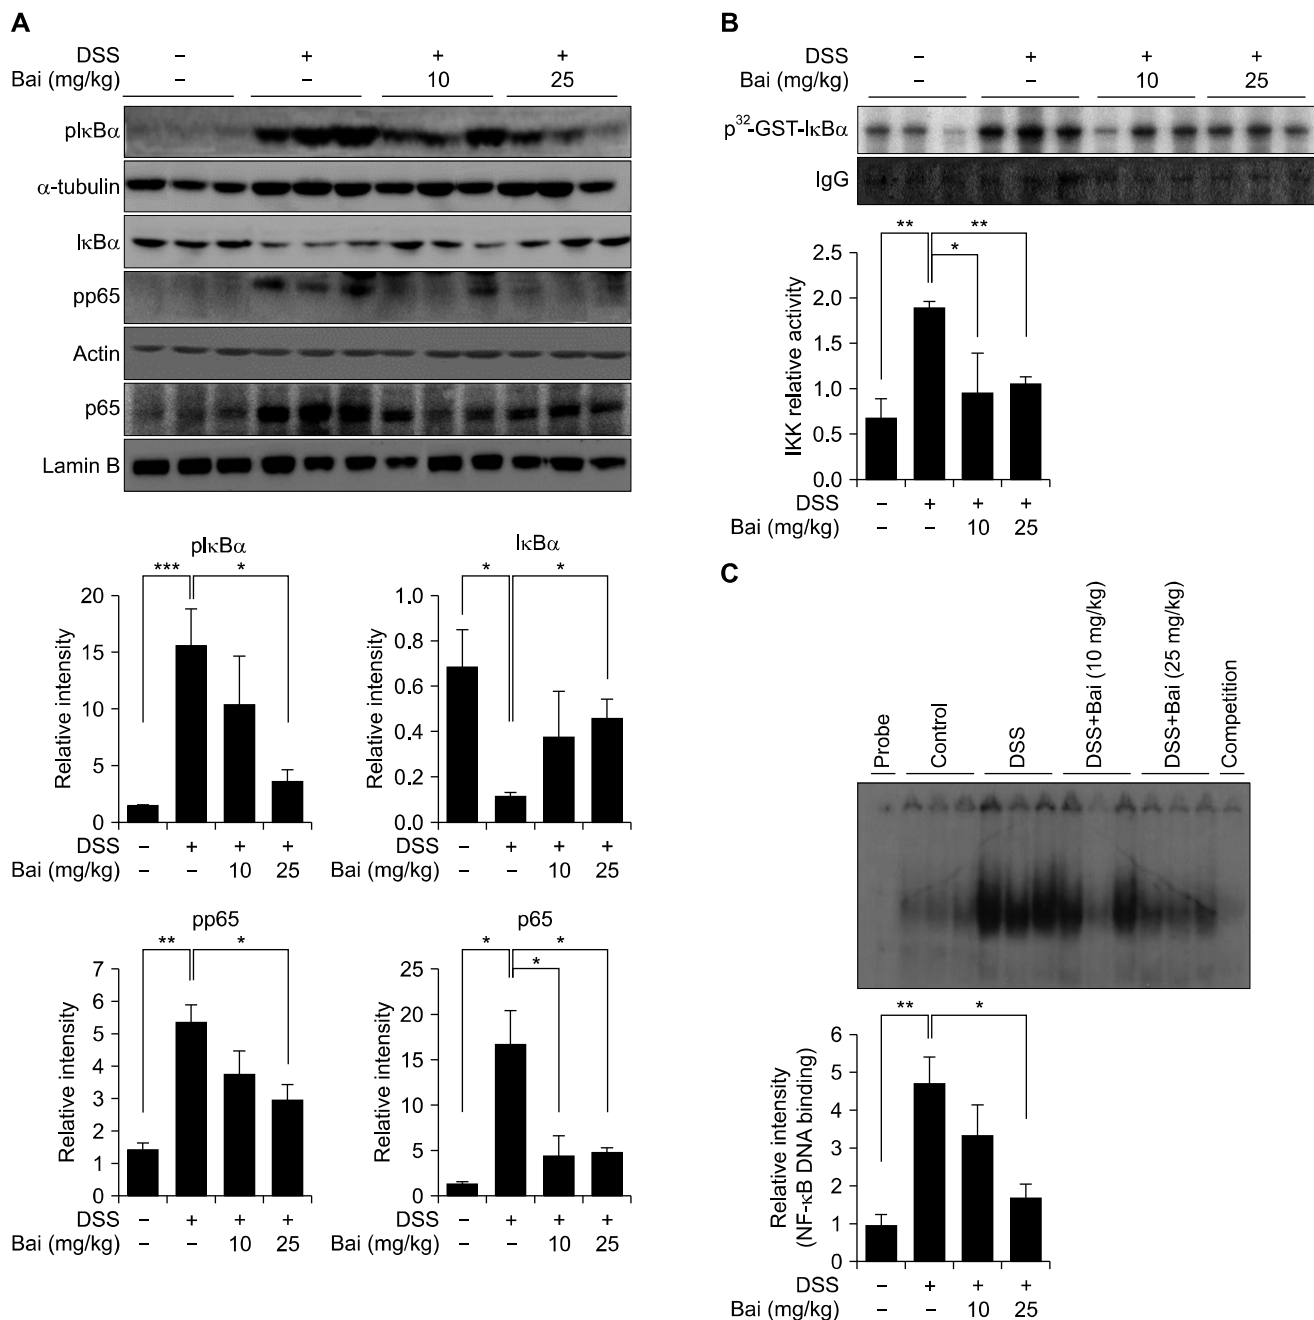 A
DSS – + + +
Bai (mg/kg) – – 10 25
pIκBα
α-tubulin
IκBα
pp65
Actin
p65
Lamin B
pIκBα
*** *
Relative intensity
20
15
10
5
0
DSS – + + +
Bai (mg/kg) – – 10 25
IκBα
* *
Relative intensity
1.0
0.8
0.6
0.4
0.2
0.0
DSS – + + +
Bai (mg/kg) – – 10 25
pp65
** *
Relative intensity
7
6
5
4
3
2
1
0
DSS – + + +
Bai (mg/kg) – – 10 25
p65
* *
*
Relative intensity
25
20
15
10
5
0
DSS – + + +
Bai (mg/kg) – – 10 25
B
DSS – + + +
Bai (mg/kg) – – 10 25
p³²-GST-IκBα
IgG
** **
*
IKK relative activity
2.5
2.0
1.5
1.0
0.5
0.0
DSS – + + +
Bai (mg/kg) – – 10 25
C
Probe
Control
DSS
DSS+Bai (10 mg/kg)
DSS+Bai (25 mg/kg)
Competition
** *
Relative intensity
(NF-κB DNA binding)
6
5
4
3
2
1
0
DSS – + + +
Bai (mg/kg) – – 10 25